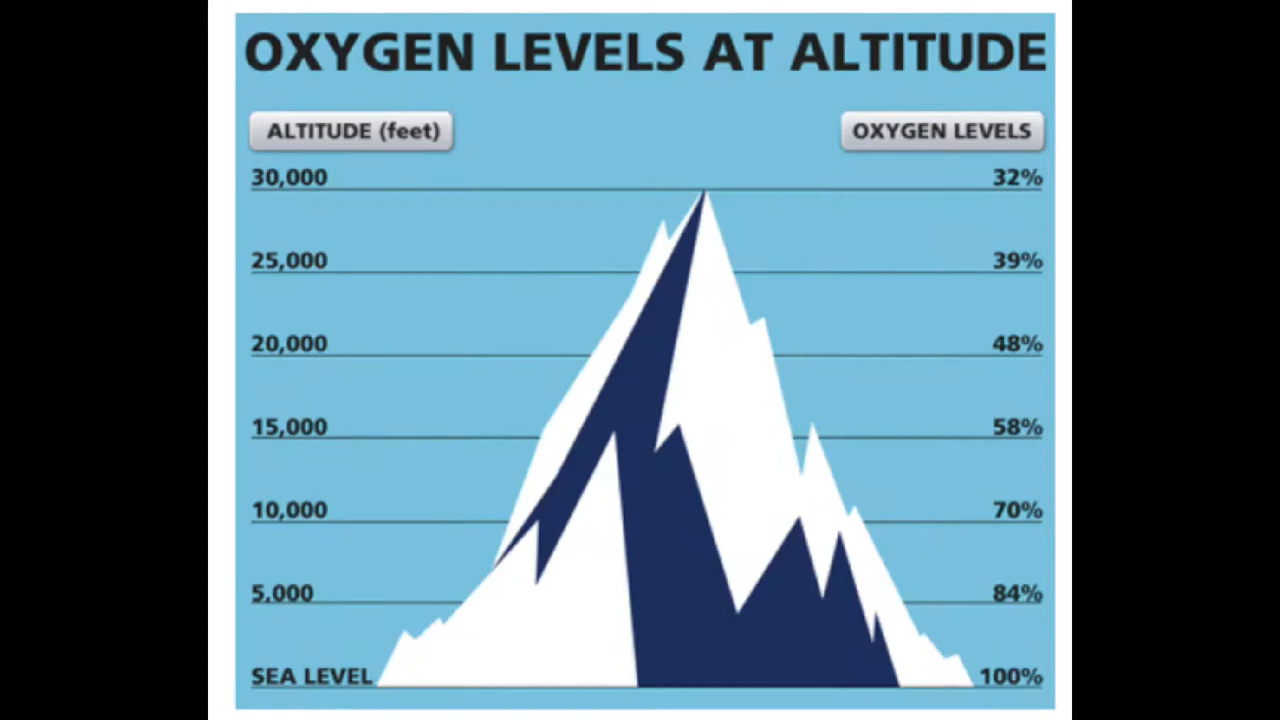 OXYGEN LEVELS AT ALTITUDE
ALTITUDE (feet) OXYGEN LEVELS
30,000 32%
25,000 39%
20,000 48%
15,000 58%
10,000 70%
5,000 84%
SEA LEVEL 100%